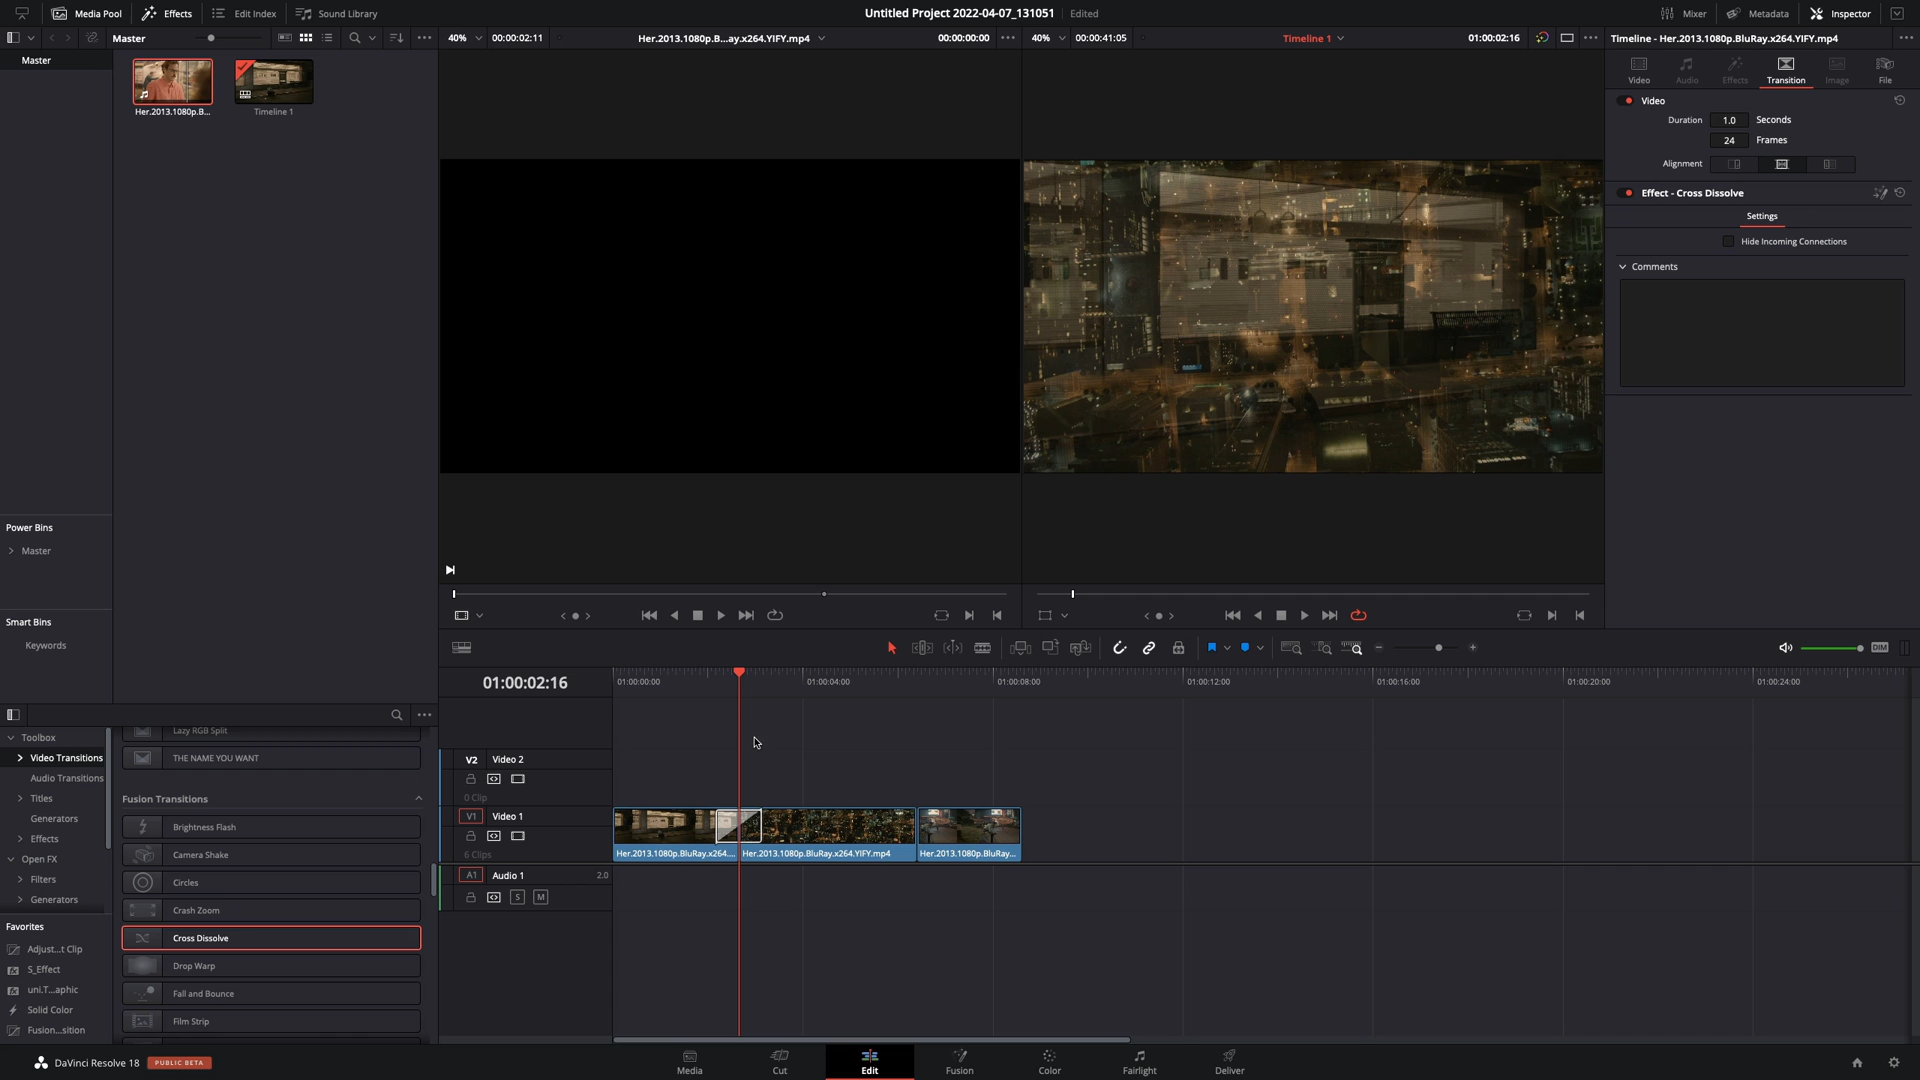 Media Pool
Effects
Edit Index
Sound Library
Untitled Project 2022-04-07_131051 Edited
Mixer
Metadata
Inspector
Master
40% 00:00:02:11
Her.2013.1080p.B...ay.x264.YIFY.mp4
00:00:00:00
40% 00:00:41:05
Timeline 1
01:00:02:16
Timeline - Her.2013.1080p.BluRay.x264.YIFY.mp4
Master
Her.2013.1080p.B...
Timeline 1
Video
Audio
Effects
Transition
Image
File
Video
Duration 1.0 Seconds
24 Frames
Alignment
Effect - Cross Dissolve
Settings
Hide Incoming Connections
Comments
Power Bins
Master
Smart Bins
Keywords
01:00:02:16
01:00:00:00
01:00:04:00
01:00:08:00
01:00:12:00
01:00:16:00
01:00:20:00
01:00:24:00
DIM
Toolbox
Video Transitions
Audio Transitions
Titles
Generators
Effects
Open FX
Filters
Generators
Favorites
Adjust...t Clip
S_Effect
uni.T...aphic
Solid Color
Fusion...sition
Lazy RGB Split
THE NAME YOU WANT
Fusion Transitions
Brightness Flash
Camera Shake
Circles
Crash Zoom
Cross Dissolve
Drop Warp
Fall and Bounce
Film Strip
V2 Video 2
0 Clip
V1 Video 1
6 Clips
A1 Audio 1 2.0
S M
Her.2013.1080p.BluRay.x264....
Her.2013.1080p.BluRay.x264.YIFY.mp4
Her.2013.1080p.BluRay...
DaVinci Resolve 18 PUBLIC BETA
Media
Cut
Edit
Fusion
Color
Fairlight
Deliver